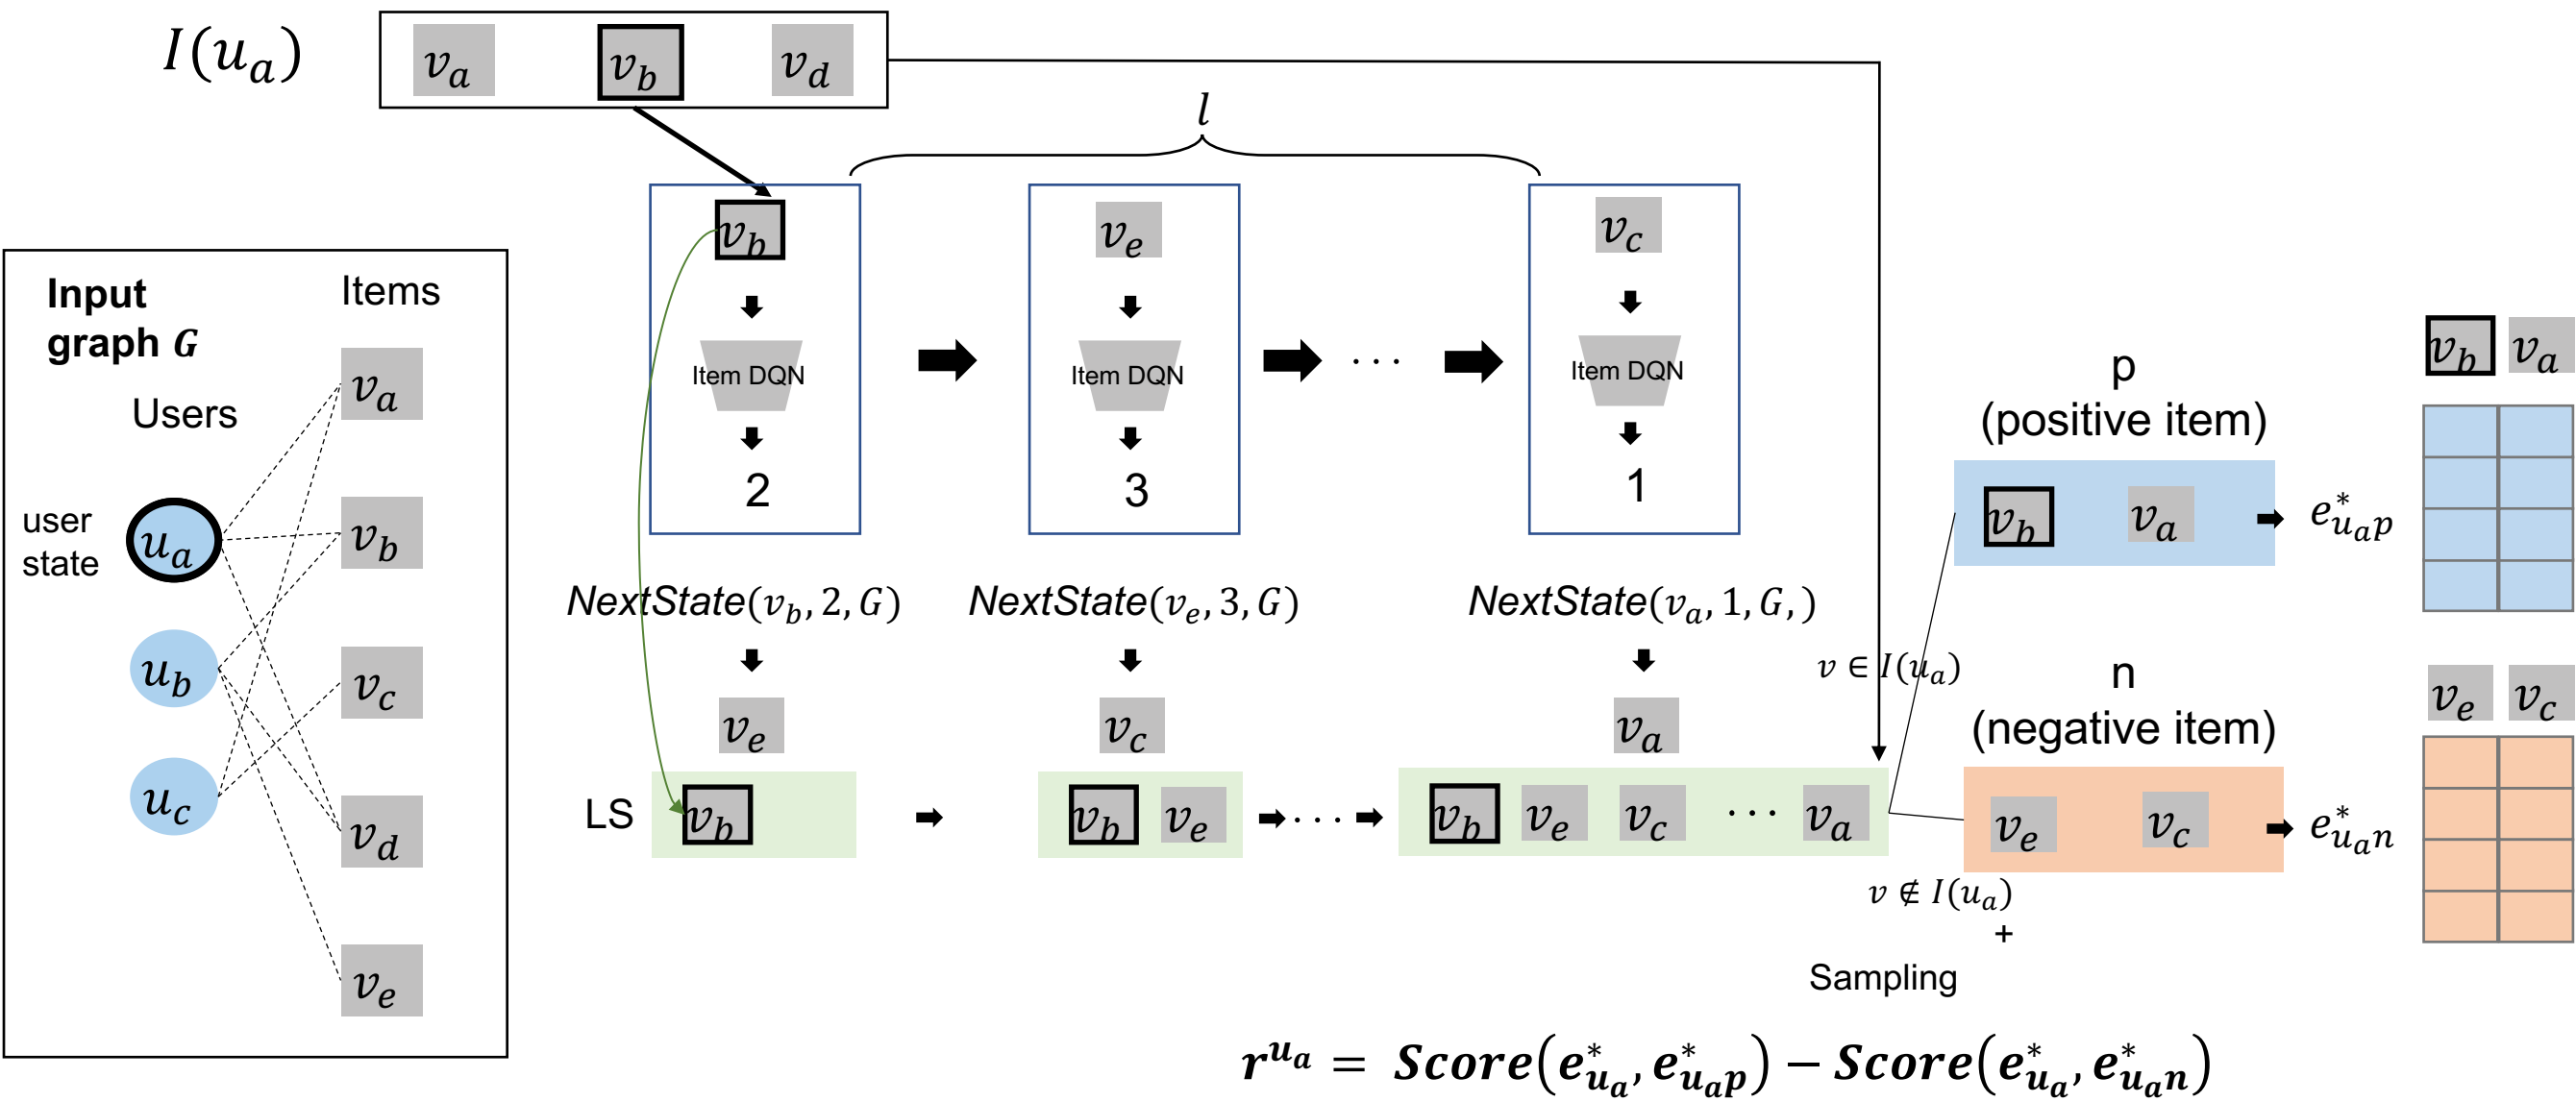 I(u_a)
v_a v_b v_d
l
Input
graph G
Items
Users
user
state
u_a
u_b
u_c
v_a
v_b
v_c
v_d
v_e
v_b
Item DQN
2
NextState(v_b, 2, G)
v_e
v_e
Item DQN
3
NextState(v_e, 3, G)
v_c
· · ·
v_c
Item DQN
1
NextState(v_a, 1, G, )
v_a
LS
v_b
v_b v_e
· · ·
v_b v_e v_c · · · v_a
v ∈ I(u_a)
p
(positive item)
v_b v_a
e*_{u_a p}
v_b v_a
n
(negative item)
v_e v_c
e*_{u_a n}
v_e v_c
v ∉ I(u_a)
+
Sampling
r^{u_a} = Score(e*_{u_a}, e*_{u_a p}) − Score(e*_{u_a}, e*_{u_a n})